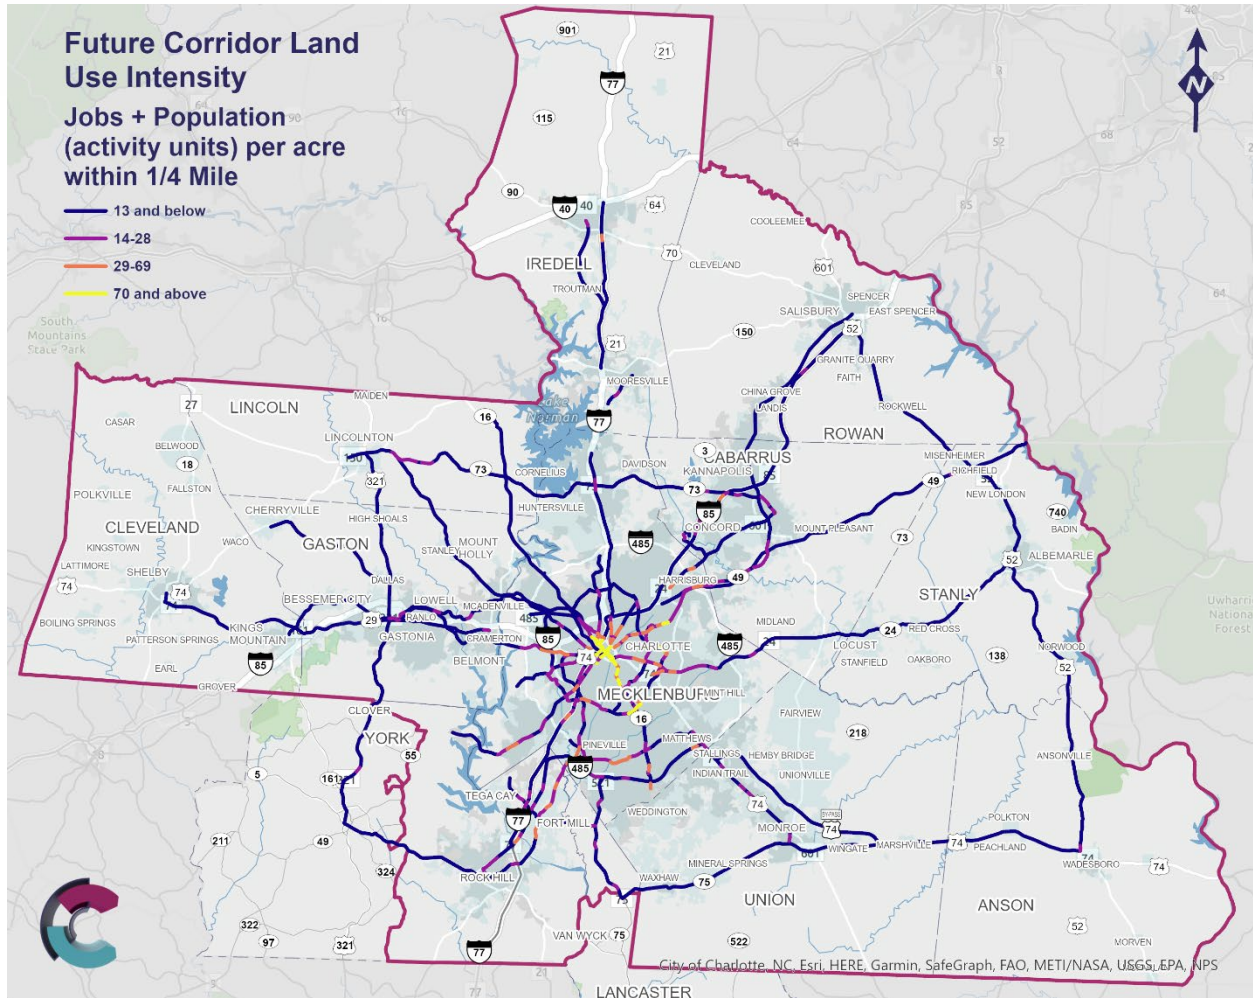 Future Corridor Land
Use Intensity
Jobs + Population
(activity units) per acre
within 1/4 Mile
13 and below
14-28
29-69
70 and above
N
901
21
77
115
90
40
40
64
70
IREDELL
TROUTMAN
CLEVELAND
COOLEEMEE
601
SPENCER
SALISBURY
EAST SPENCER
52
150
21
GRANITE QUARRY
FAITH
MOORESVILLE
CHINA GROVE
LANDIS
ROCKWELL
ROWAN
77
Lake
Norman
South
Mountains
State Park
27
LINCOLN
MAIDEN
16
CASAR
BELWOOD
LINCOLNTON
18
FALLSTON
POLKVILLE
321
73
CORNELIUS
DAVIDSON
3
CABARRUS
KANNAPOLIS
73
85
MISENHEIMER
RICHFIELD
49
NEW LONDON
CHERRYVILLE
HUNTERSVILLE
CLEVELAND
HIGH SHOALS
WACO
GASTON
MOUNT
HOLLY
STANLEY
485
CONCORD
MOUNT PLEASANT
73
740
BADIN
ALBEMARLE
52
KINGSTOWN
LATTIMORE
SHELBY
74
74
DALLAS
BESSEMER CITY
LOWELL
MCADENVILLE
HARRISBURG
49
STANLY
Uwharrie
National
Forest
BOILING SPRINGS
PATTERSON SPRINGS
KINGS
MOUNTAIN
29
RANLO
GASTONIA
CRAMERTON
485
85
CHARLOTTE
MIDLAND
24
RED CROSS
LOCUST
STANFIELD
OAKBORO
138
NORWOOD
52
EARL
85
GROVER
BELMONT
74
485
MECKLENBURG
MINT HILL
16
CLOVER
YORK
55
FAIRVIEW
218
PINEVILLE
MATTHEWS
STALLINGS
HEMBY BRIDGE
INDIAN TRAIL
UNIONVILLE
ANSONVILLE
5
161
485
TEGA CAY
77
FORT MILL
WEDDINGTON
74
MONROE
74
WINGATE
MARSHVILLE
74
PEACHLAND
POLKTON
WADESBORO
74
211
49
324
ROCK HILL
WAXHAW
75
MINERAL SPRINGS
UNION
ANSON
52
322
97
321
77
VAN WYCK
75
522
MORVEN
LANCASTER
City of Charlotte, NC, Esri, HERE, Garmin, SafeGraph, FAO, METI/NASA, USGS, EPA, NPS